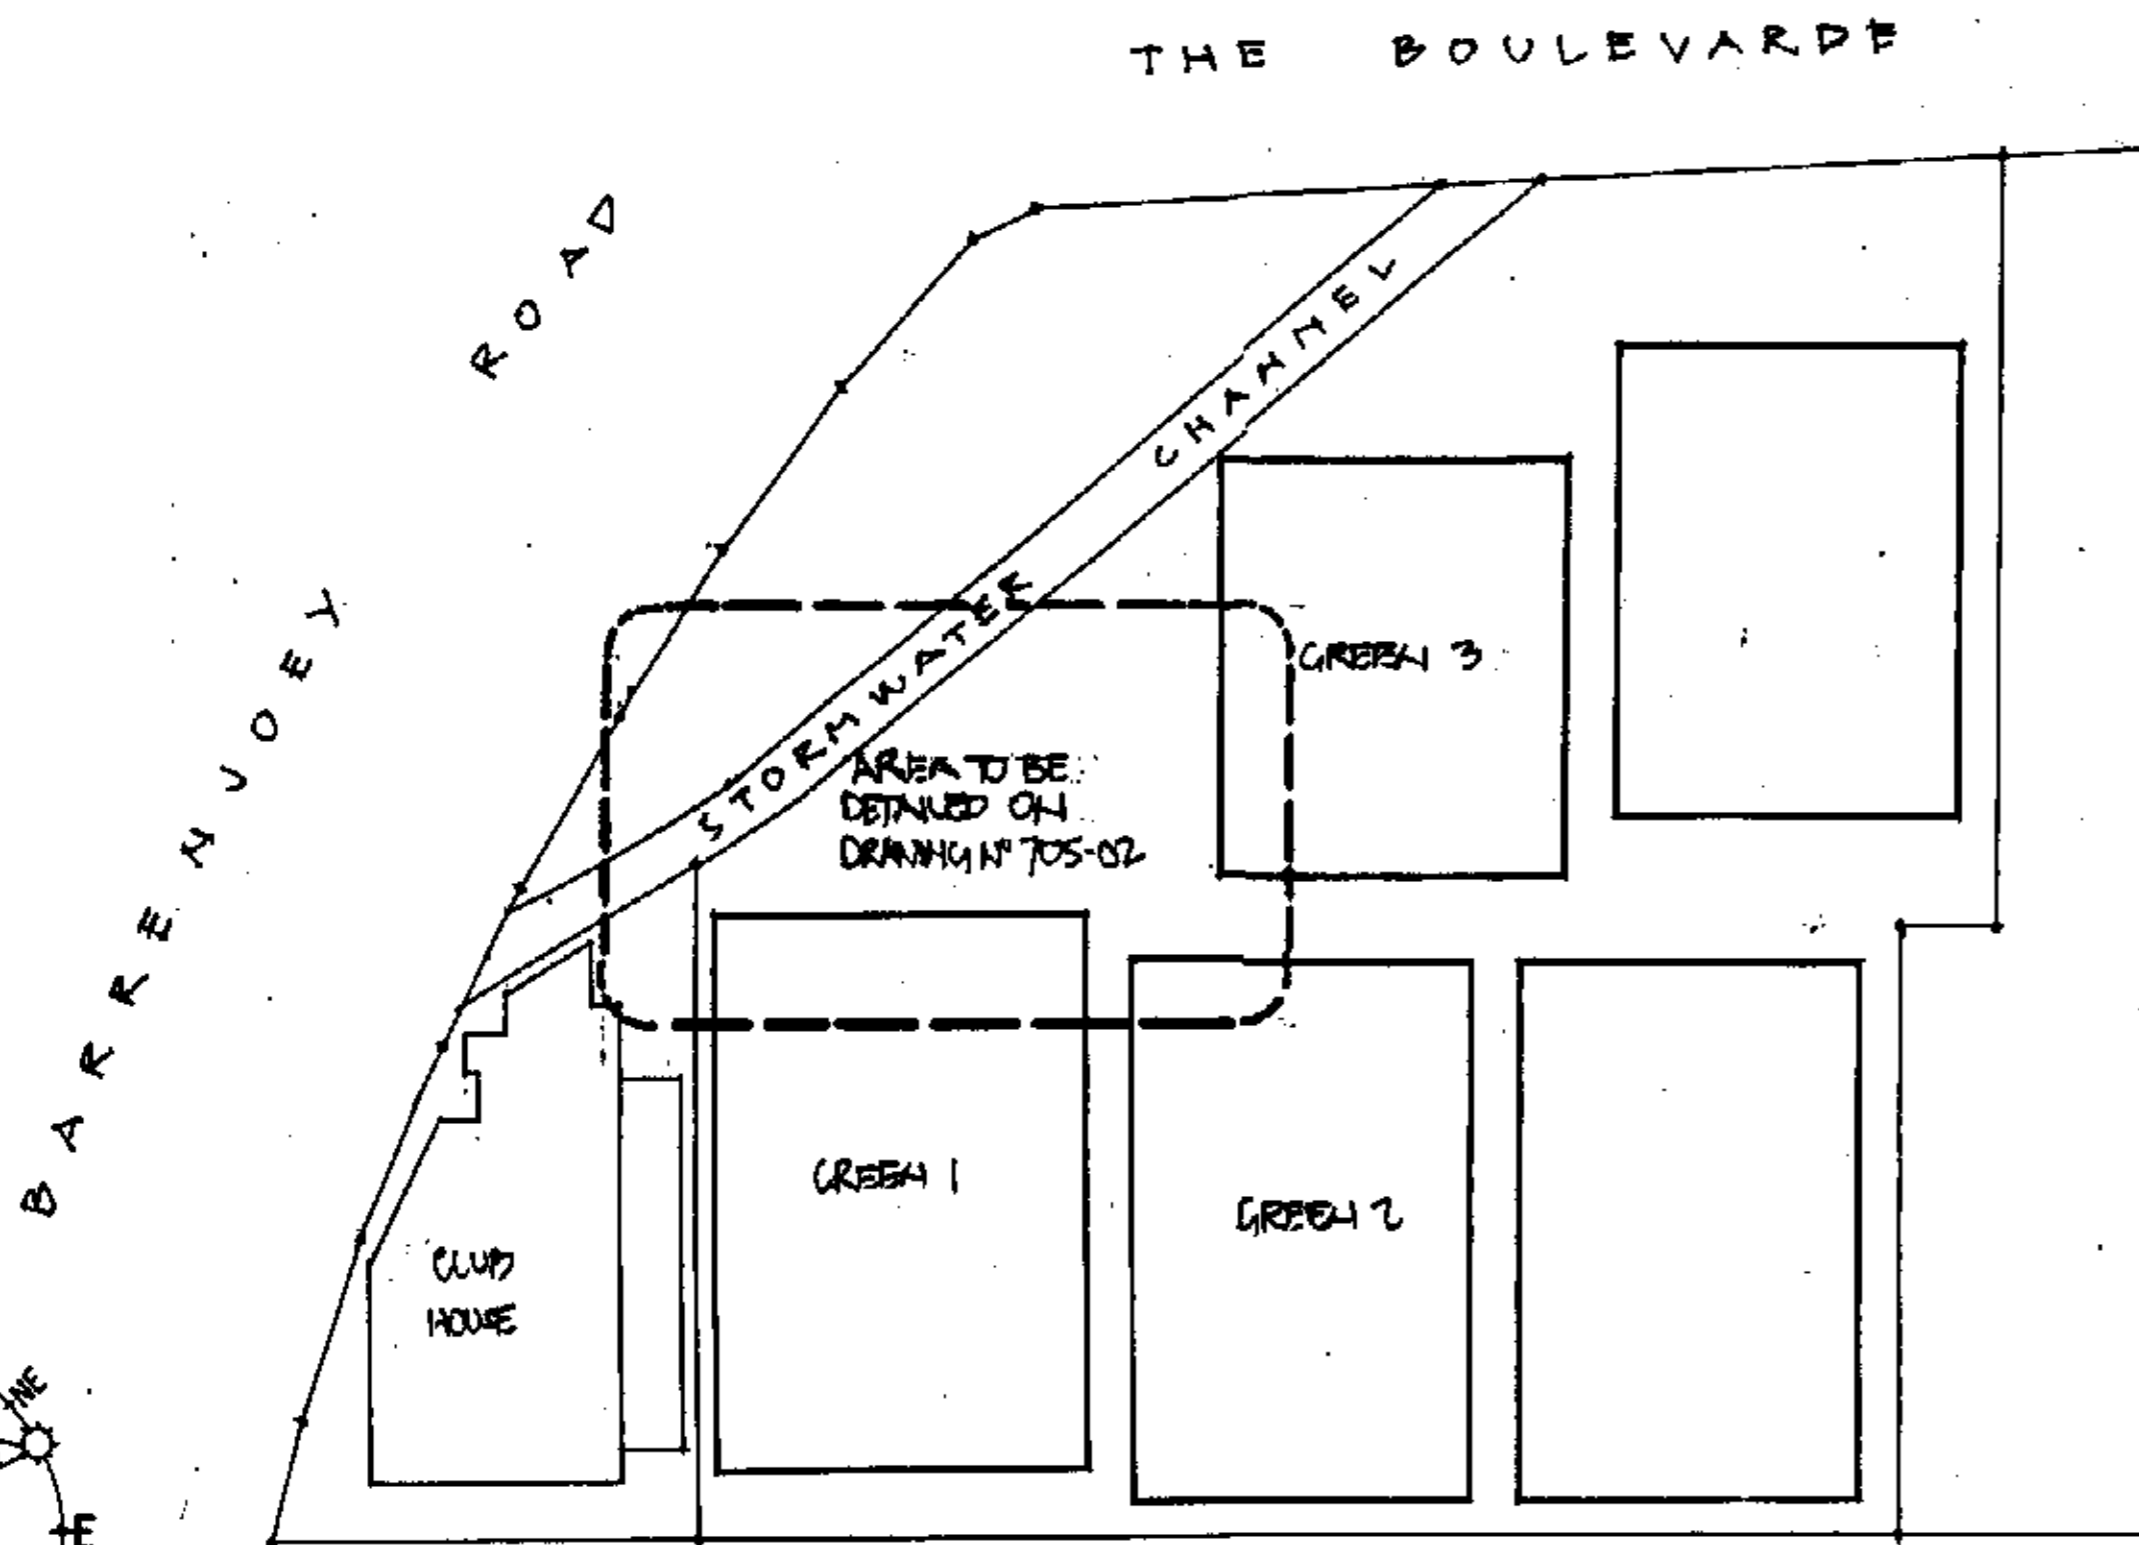 THE BOULEVARDE
BARRENJOEY ROAD
STORMWATER CHANNEL
GREEN 3
AREA TO BE
DETAILED ON
DRAWING Nº 705-02
GREEN 1
GREEN 2
CLUB
HOUSE
NE
E